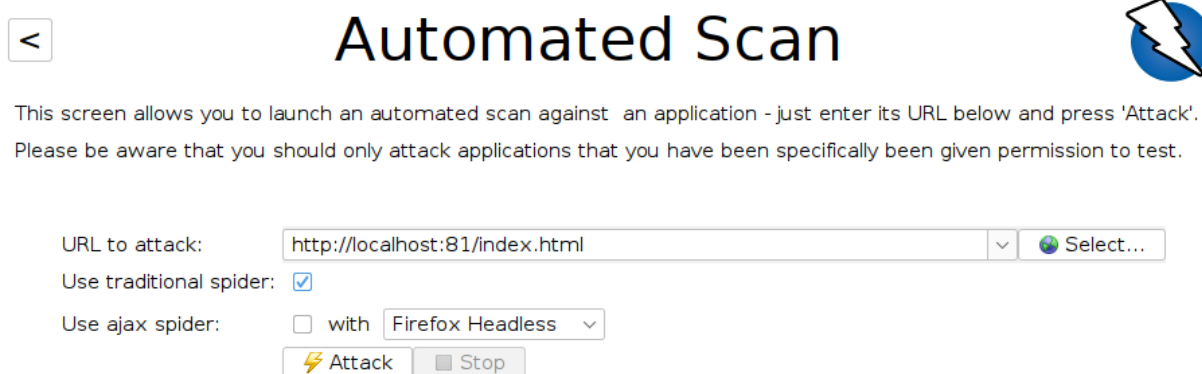 <
Automated Scan
This screen allows you to launch an automated scan against  an application - just enter its URL below and press 'Attack'.
Please be aware that you should only attack applications that you have been specifically been given permission to test.
URL to attack: http://localhost:81/index.html Select...
Use traditional spider:
Use ajax spider: with Firefox Headless
Attack Stop